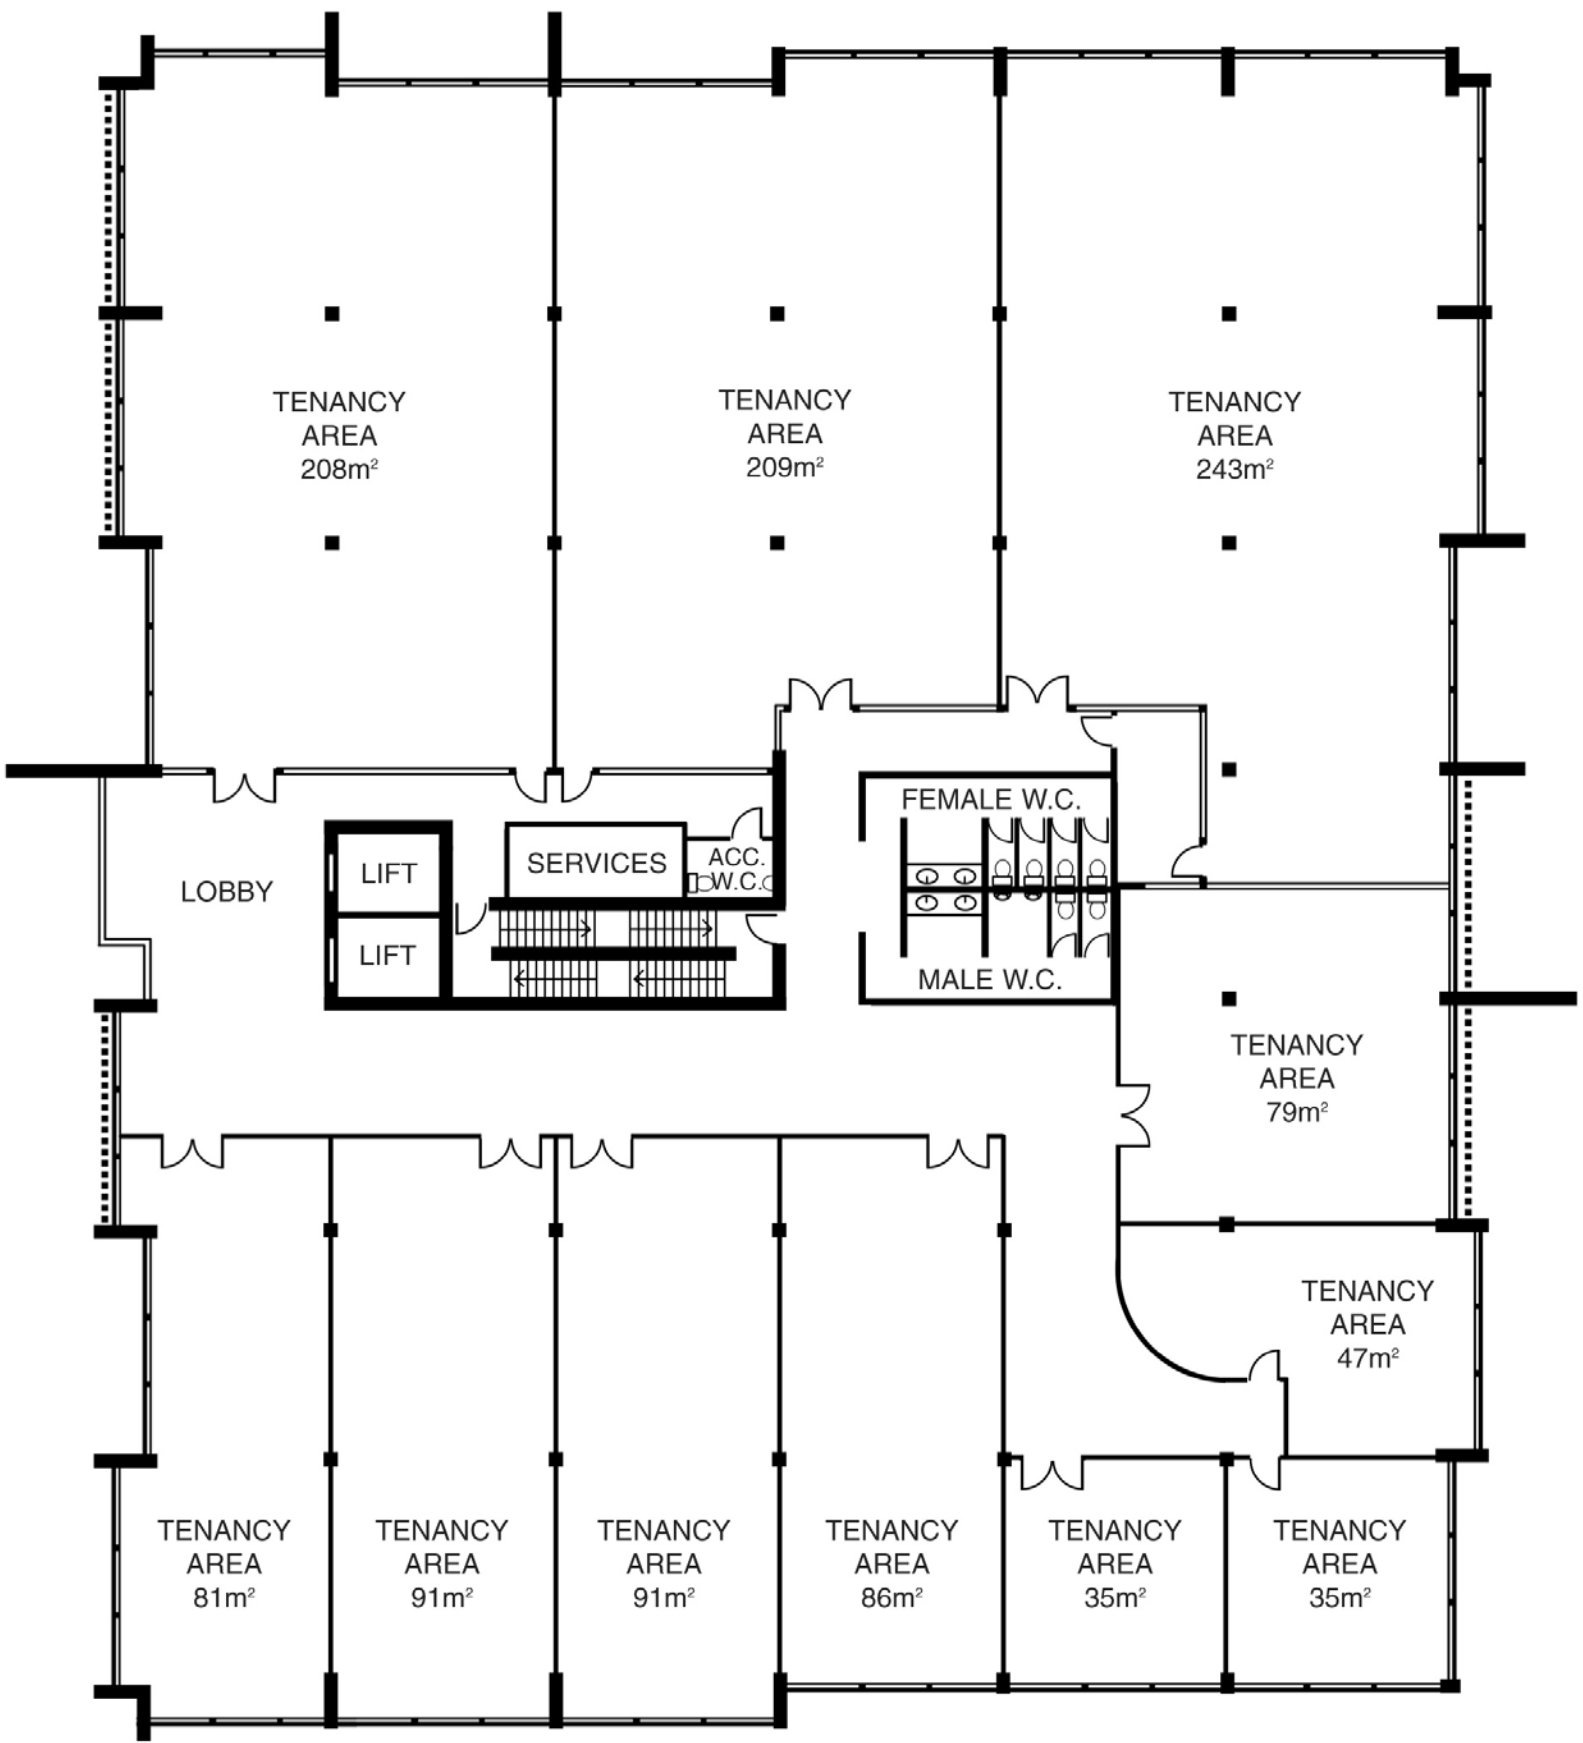 TENANCY
AREA
208m²
TENANCY
AREA
209m²
TENANCY
AREA
243m²
FEMALE W.C.
LIFT
SERVICES
ACC.
W.C.
LOBBY
LIFT
MALE W.C.
TENANCY
AREA
79m²
TENANCY
AREA
47m²
TENANCY
AREA
81m²
TENANCY
AREA
91m²
TENANCY
AREA
91m²
TENANCY
AREA
86m²
TENANCY
AREA
35m²
TENANCY
AREA
35m²